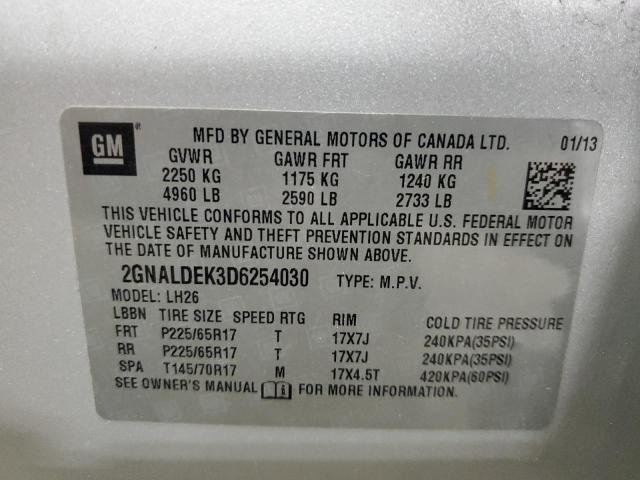 GM
MFD BY GENERAL MOTORS OF CANADA LTD. 01/13
GVWR GAWR FRT GAWR RR
2250 KG 1175 KG 1240 KG
4960 LB 2590 LB 2733 LB
THIS VEHICLE CONFORMS TO ALL APPLICABLE U.S. FEDERAL MOTOR
VEHICLE SAFETY AND THEFT PREVENTION STANDARDS IN EFFECT ON
THE DATE OF MANUFACTURE SHOWN ABOVE.
2GNALDEK3D6254030 TYPE: M.P.V.
MODEL: LH26
LBBN TIRE SIZE SPEED RTG RIM COLD TIRE PRESSURE
FRT P225/65R17 T 17X7J 240KPA(35PSI)
RR P225/65R17 T 17X7J 240KPA(35PSI)
SPA T145/70R17 M 17X4.5T 420KPA(60PSI)
SEE OWNER'S MANUAL FOR MORE INFORMATION.